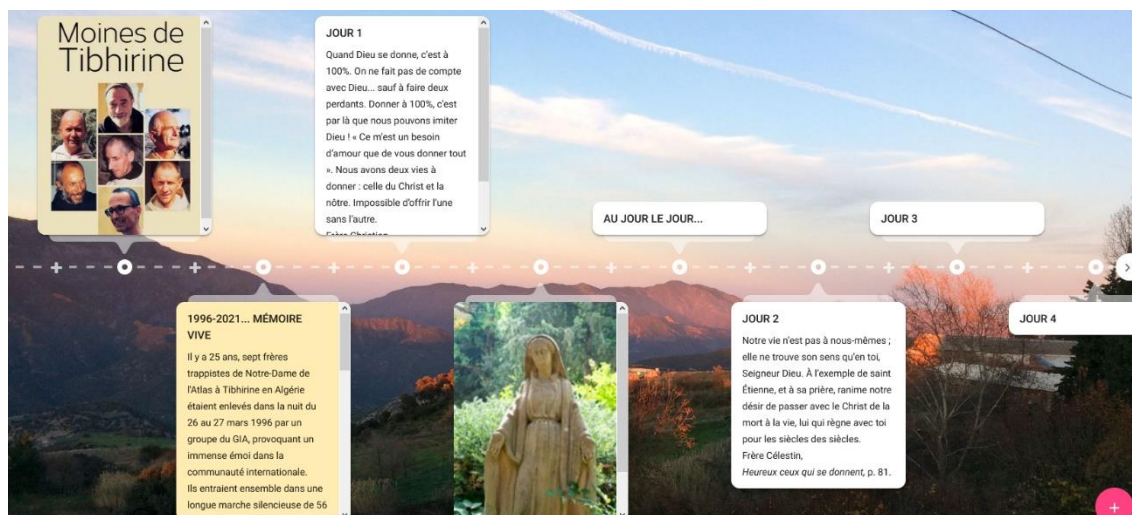 Moines de
Tibhirine
JOUR 1
Quand Dieu se donne, c'est à
100%. On ne fait pas de compte
avec Dieu... sauf à faire deux
perdants. Donner à 100%, c'est
par là que nous pouvons imiter
Dieu ! « Ce m'est un besoin
d'amour que de vous donner tout
». Nous avons deux vies à
donner : celle du Christ et la
nôtre. Impossible d'offrir l'une
sans l'autre.
Frère Christian
AU JOUR LE JOUR...
JOUR 3
1996-2021... MÉMOIRE
VIVE
Il y a 25 ans, sept frères
trappistes de Notre-Dame de
l'Atlas à Tibhirine en Algérie
étaient enlevés dans la nuit du
26 au 27 mars 1996 par un
groupe du GIA, provoquant un
immense émoi dans la
communauté internationale.
Ils entraient ensemble dans une
longue marche silencieuse de 56
JOUR 2
Notre vie n'est pas à nous-mêmes ;
elle ne trouve son sens qu'en toi,
Seigneur Dieu. À l'exemple de saint
Étienne, et à sa prière, ranime notre
désir de passer avec le Christ de la
mort à la vie, lui qui règne avec toi
pour les siècles des siècles.
Frère Célestin,
Heureux ceux qui se donnent, p. 81.
JOUR 4